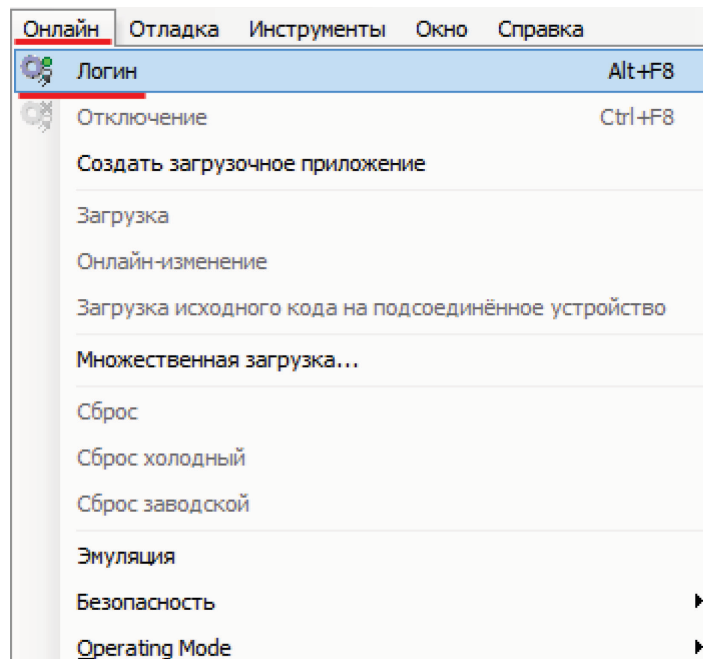 Онлайн Отладка Инструменты Окно Справка
Логин Alt+F8
Отключение Ctrl+F8
Создать загрузочное приложение
Загрузка
Онлайн-изменение
Загрузка исходного кода на подсоединённое устройство
Множественная загрузка...
Сброс
Сброс холодный
Сброс заводской
Эмуляция
Безопасность
Operating Mode